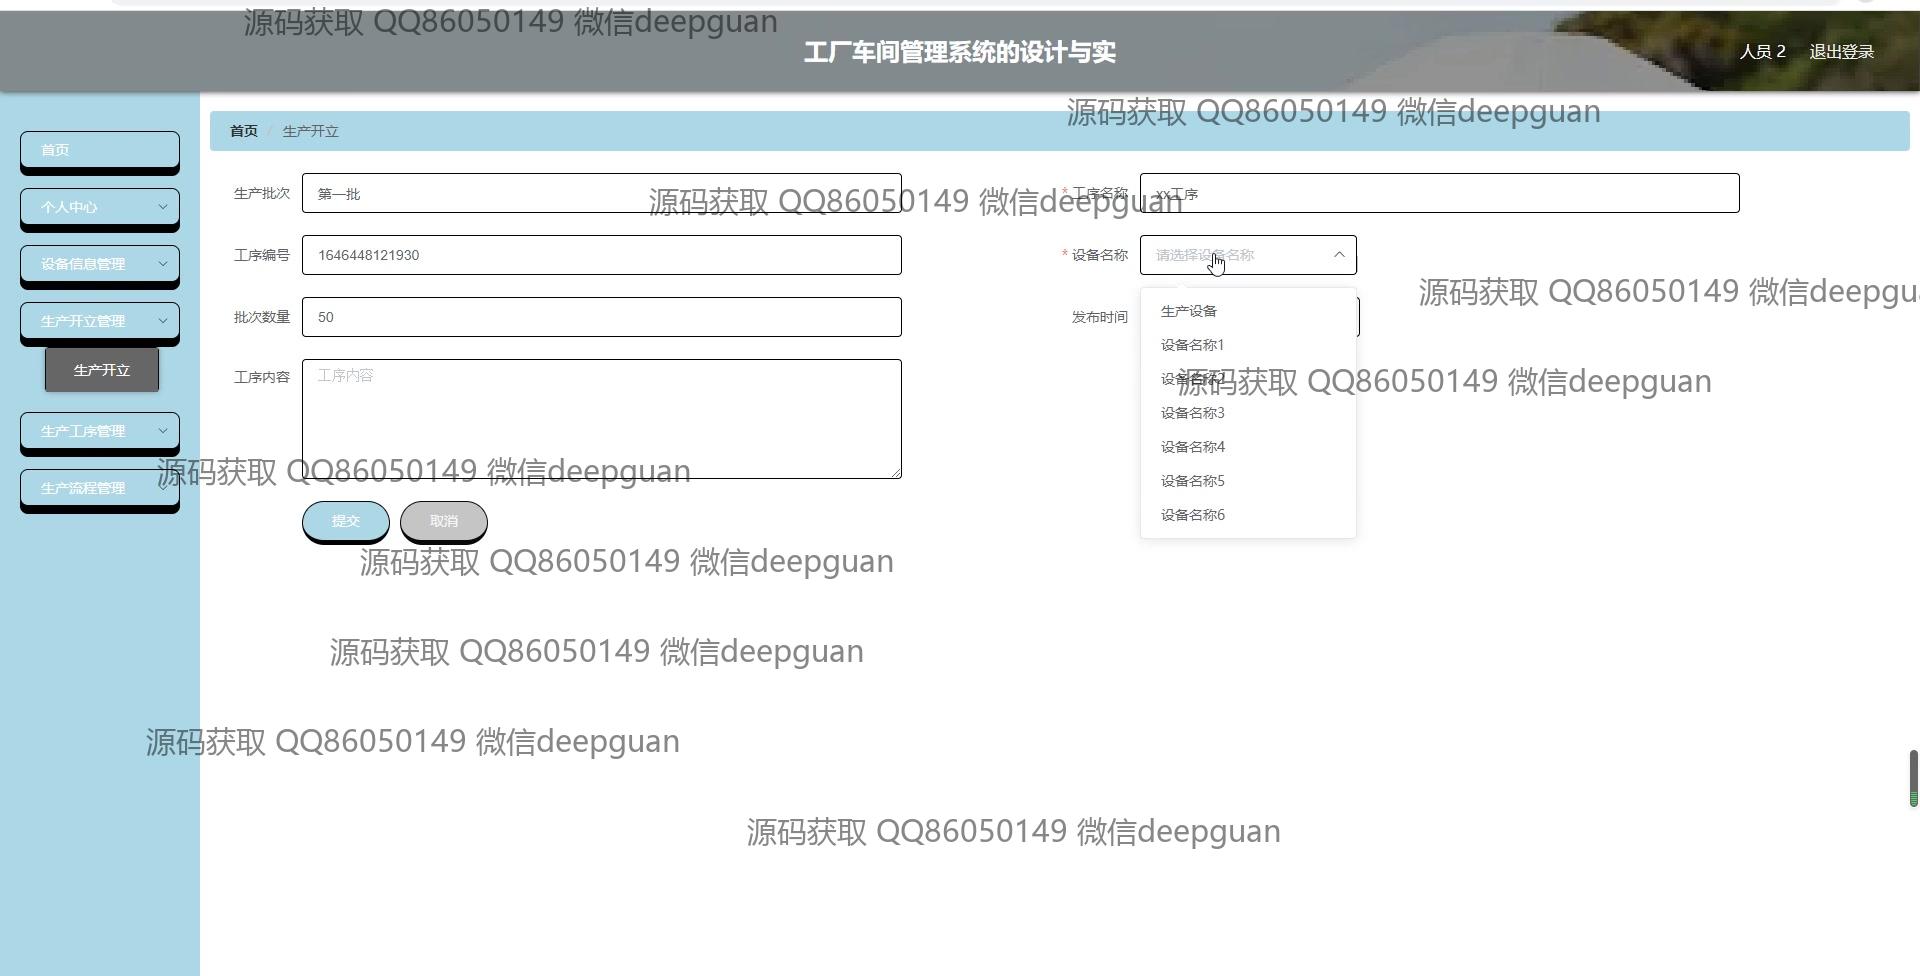 源码获取 QQ86050149 微信deepguan
工厂车间管理系统的设计与实
人员 2 退出登录
源码获取 QQ86050149 微信deepguan
首页 / 生产开立
首页
个人中心
设备信息管理
生产开立管理
生产开立
生产工序管理
生产流程管理
生产批次 第一批
* 工序名称 xx工序
源码获取 QQ86050149 微信deepguan
工序编号 1646448121930
* 设备名称 请选择设备名称
源码获取 QQ86050149 微信deepgu
批次数量 50
发布时间
生产设备
设备名称1
设备名称2
设备名称3
设备名称4
设备名称5
设备名称6
源码获取 QQ86050149 微信deepguan
工序内容 工序内容
源码获取 QQ86050149 微信deepguan
提交 取消
源码获取 QQ86050149 微信deepguan
源码获取 QQ86050149 微信deepguan
源码获取 QQ86050149 微信deepguan
源码获取 QQ86050149 微信deepguan